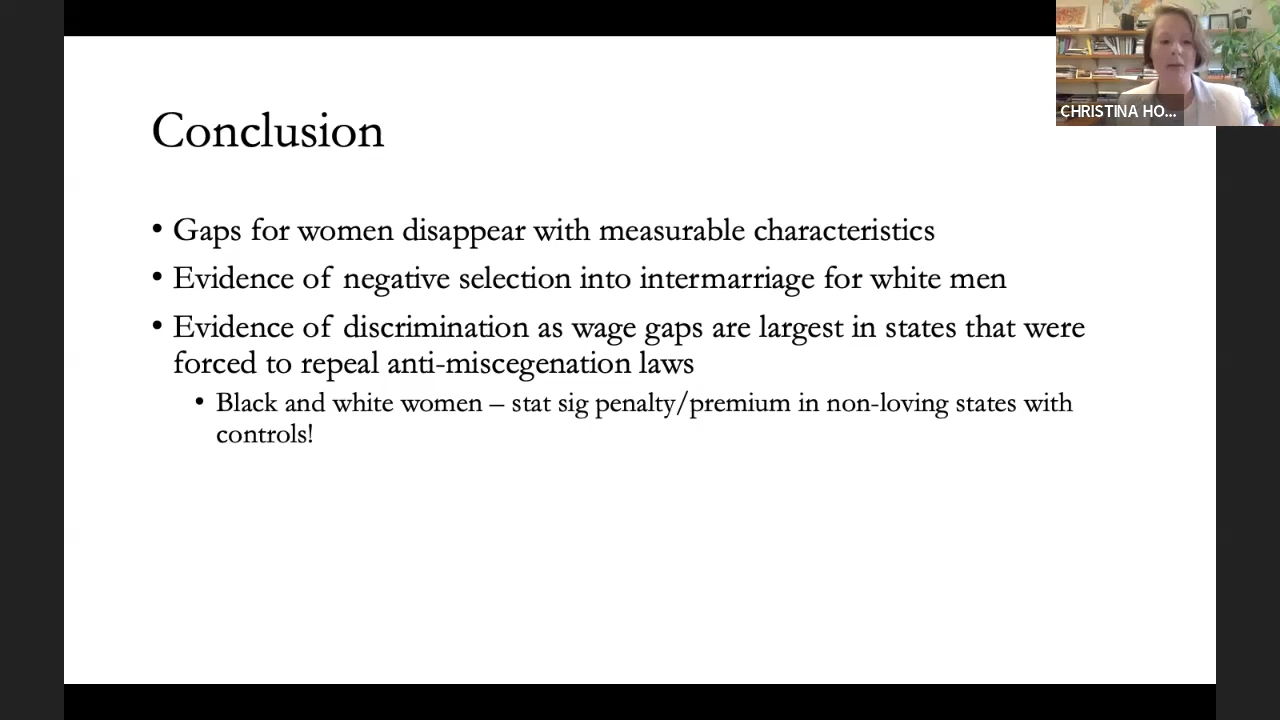 CHRISTINA HO...
Conclusion
• Gaps for women disappear with measurable characteristics
• Evidence of negative selection into intermarriage for white men
• Evidence of discrimination as wage gaps are largest in states that were
forced to repeal anti-miscegenation laws
• Black and white women – stat sig penalty/premium in non-loving states with
controls!